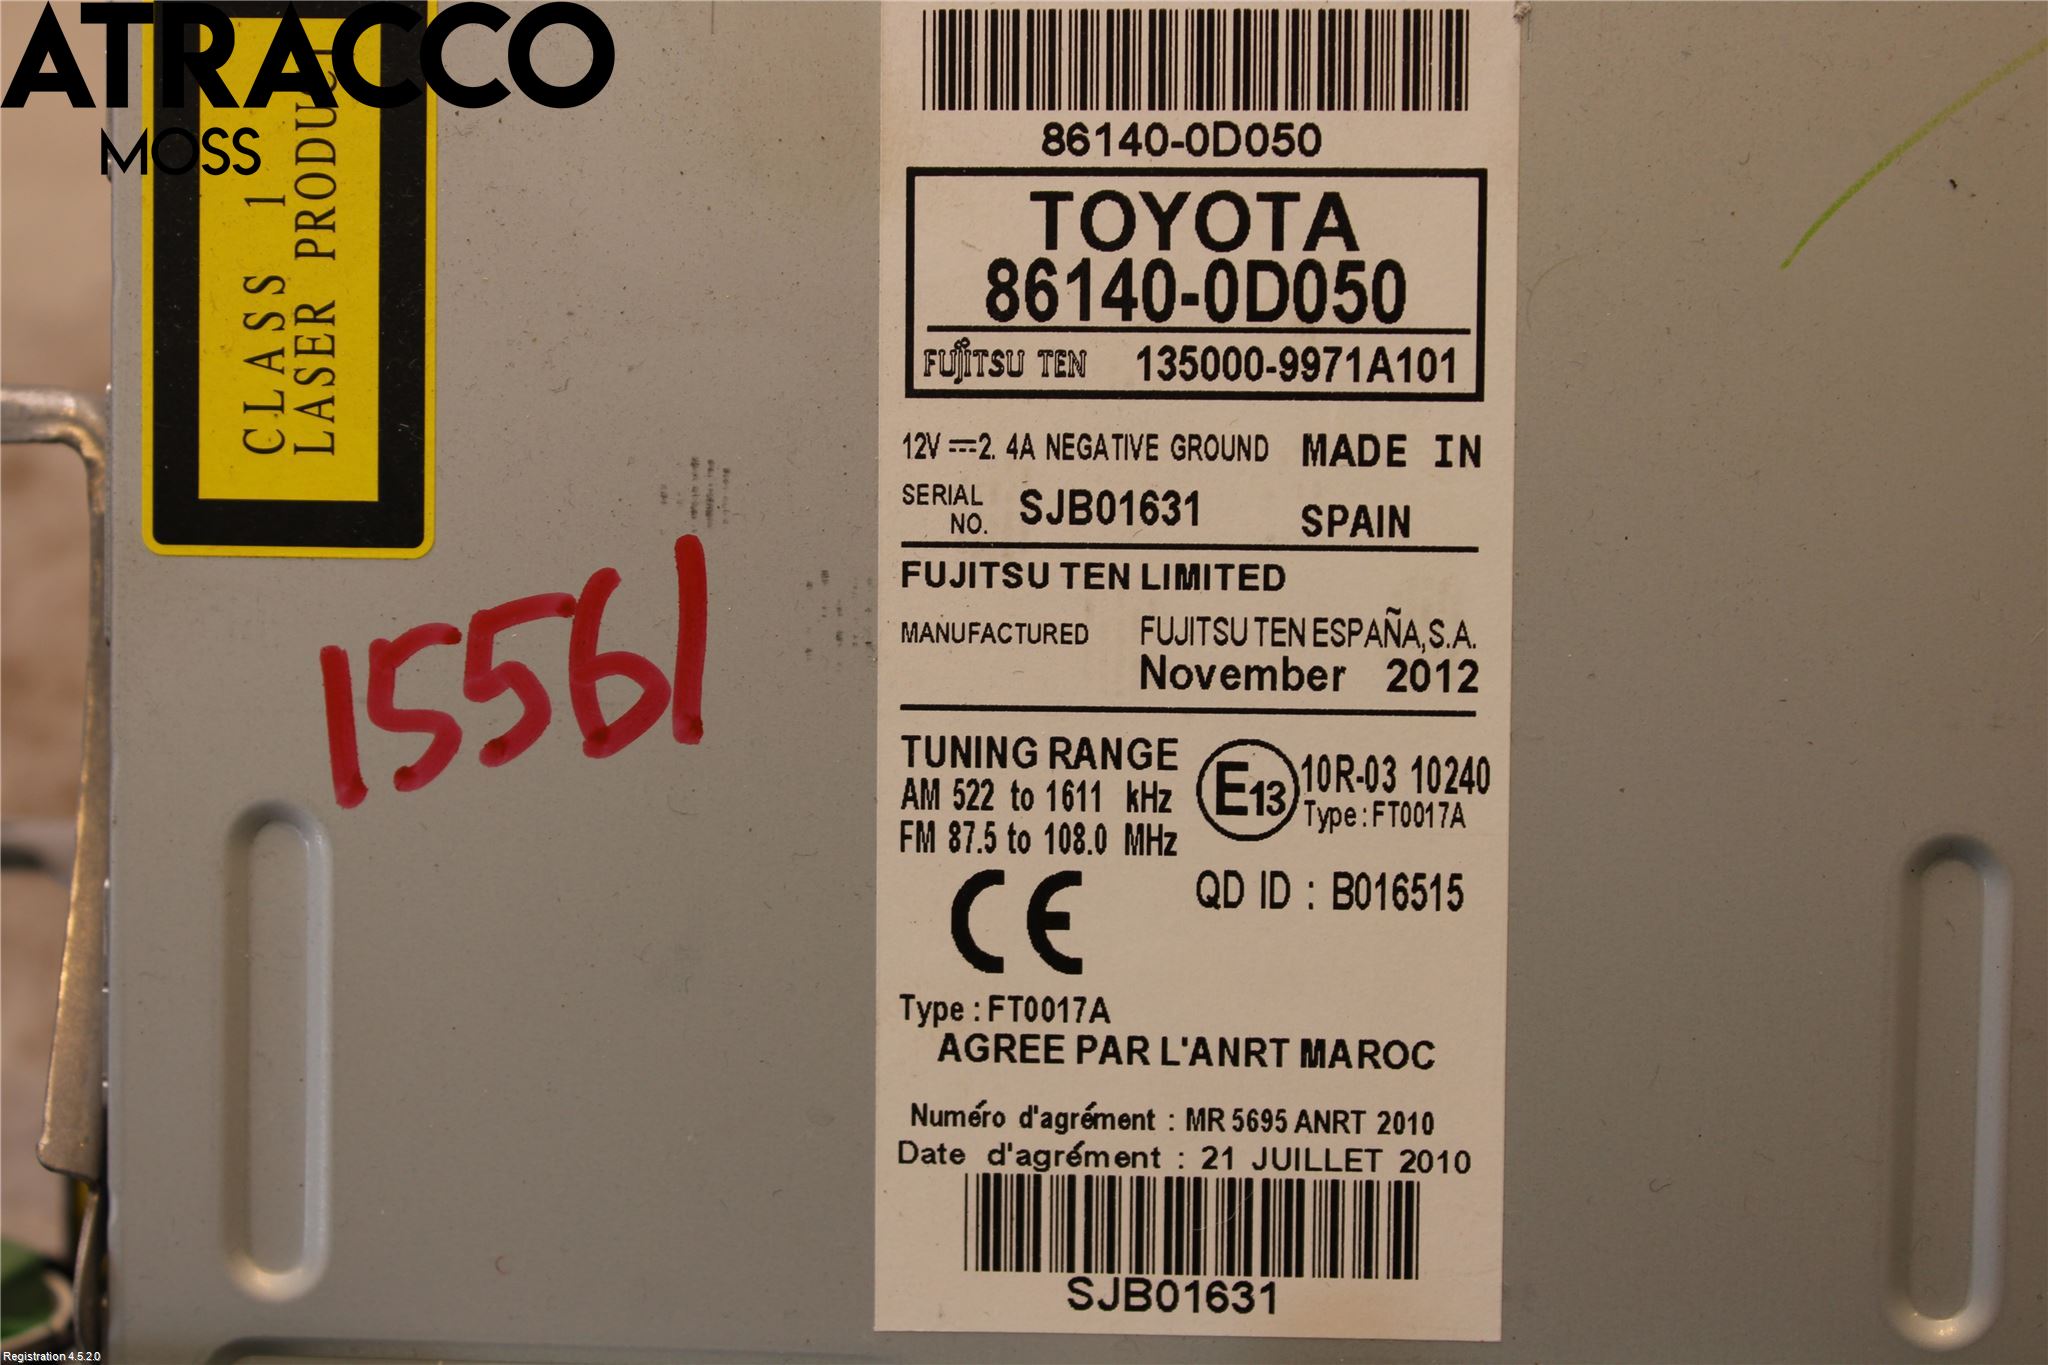 ATRACCO
MOSS
CLASS 1
LASER PRODUCT
15561
86140-0D050
TOYOTA
86140-0D050
FUJITSU TEN 135000-9971A101
12V 2. 4A NEGATIVE GROUND MADE IN
SERIAL NO. SJB01631 SPAIN
FUJITSU TEN LIMITED
MANUFACTURED FUJITSU TEN ESPAÑA,S.A.
November 2012
TUNING RANGE
AM 522 to 1611 kHz
FM 87.5 to 108.0 MHz
E13 10R-03 10240
Type : FT0017A
QD ID : B016515
CE
Type : FT0017A
AGREE PAR L'ANRT MAROC
Numéro d'agrément : MR 5695 ANRT 2010
Date d'agrément : 21 JUILLET 2010
SJB01631
Registration 4.5.2.0